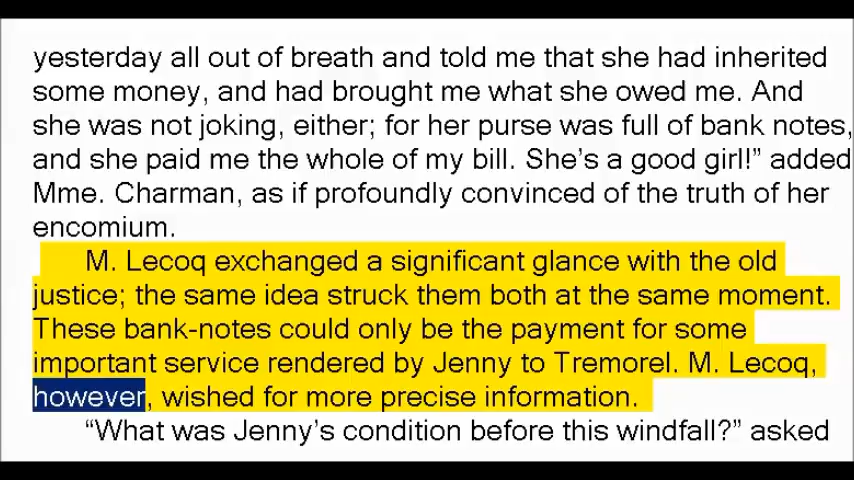 yesterday all out of breath and told me that she had inherited
some money, and had brought me what she owed me. And
she was not joking, either; for her purse was full of bank notes,
and she paid me the whole of my bill. She’s a good girl!” added
Mme. Charman, as if profoundly convinced of the truth of her
encomium.
M. Lecoq exchanged a significant glance with the old
justice; the same idea struck them both at the same moment.
These bank-notes could only be the payment for some
important service rendered by Jenny to Tremorel. M. Lecoq,
however, wished for more precise information.
“What was Jenny’s condition before this windfall?” asked